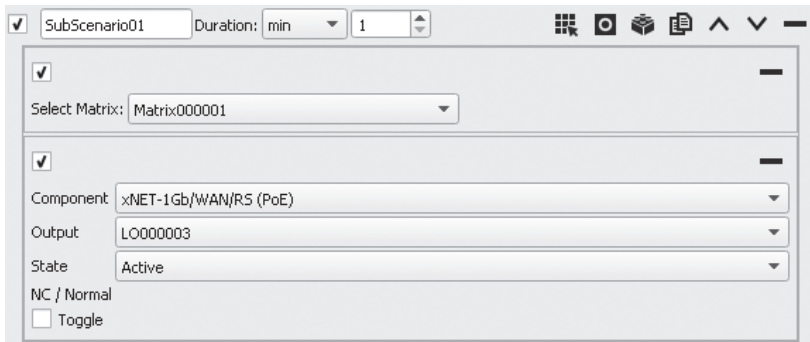 SubScenario01 Duration: min 1
Select Matrix: Matrix000001
Component xNET-1Gb/WAN/RS (PoE)
Output LO000003
State Active
NC / Normal
Toggle